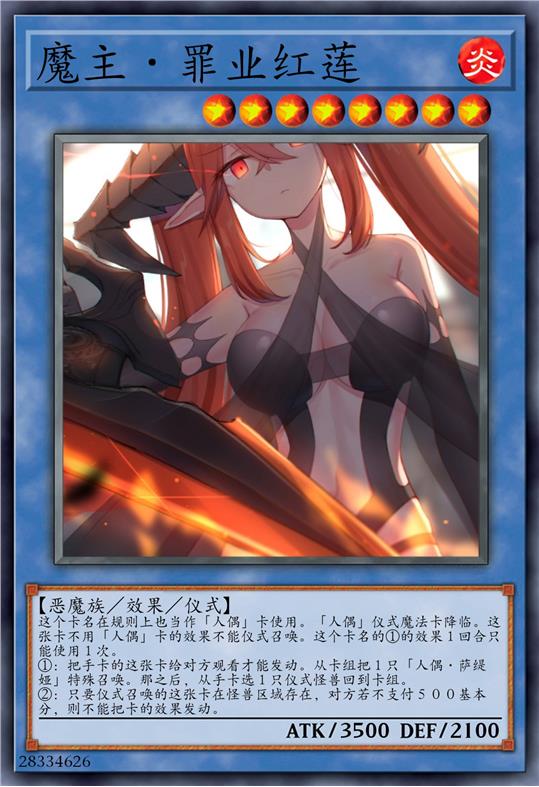 魔主·罪业红莲
炎
【恶魔族／效果／仪式】
这个卡名在规则上也当作「人偶」卡使用。「人偶」仪式魔法卡降临。这
张卡不用「人偶」卡的效果不能仪式召唤。这个卡名的①的效果１回合只
能使用１次。
①：把手卡的这张卡给对方观看才能发动。从卡组把１只「人偶·萨缇
娅」特殊召唤。那之后，从手卡选１只仪式怪兽回到卡组。
②：只要仪式召唤的这张卡在怪兽区域存在，对方若不支付５００基本
分，则不能把卡的效果发动。
ATK/3500 DEF/2100
28334626